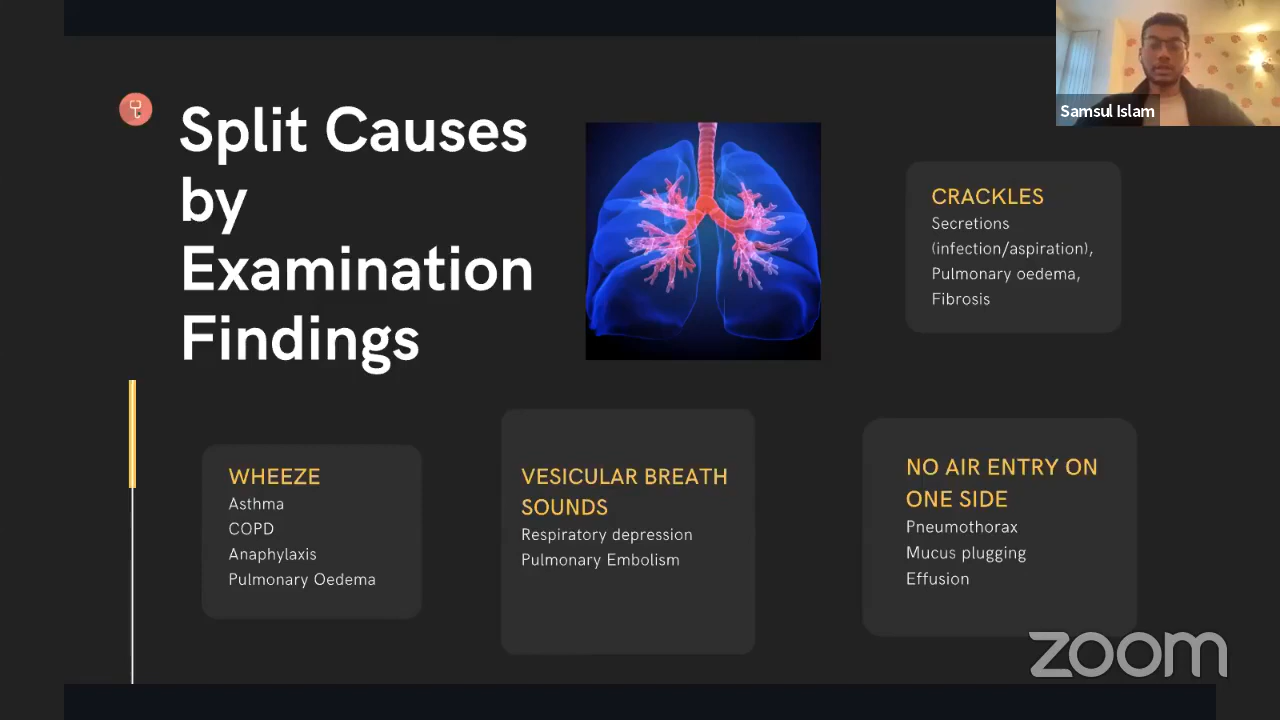 Split Causes
by
Examination
Findings
Samsul Islam
CRACKLES
Secretions
(infection/aspiration),
Pulmonary oedema,
Fibrosis
WHEEZE
Asthma
COPD
Anaphylaxis
Pulmonary Oedema
VESICULAR BREATH
SOUNDS
Respiratory depression
Pulmonary Embolism
NO AIR ENTRY ON
ONE SIDE
Pneumothorax
Mucus plugging
Effusion
zoom